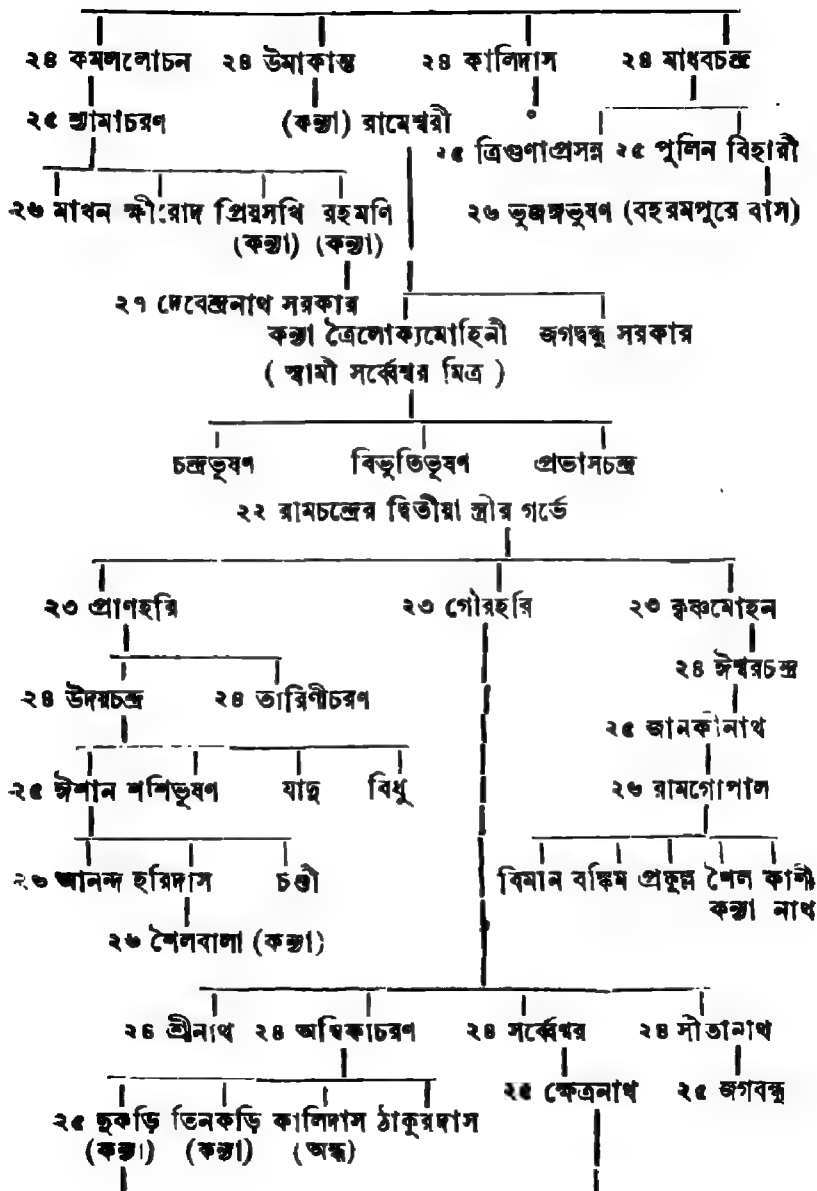 ২৪ কমললোচন ২৪ উমাকান্ত ২৪ কালিদাস ২৪ মাধবচন্দ্র
২৫ শ্যামাচরণ (কন্যা) রামেশ্বরী ০
২৫ ত্রিগুণাপ্রসন্ন ২৫ পুলিন বিহারী
২৬ মাখন ক্ষীরোদ প্রিয়সখি রহমণি ২৬ ভুজঙ্গভূষণ (বহরমপুরে বাস)
(কন্যা) (কন্যা)
২৭ দেবেন্দ্রনাথ সরকার
কন্যা ত্রৈলোক্যমোহিনী জগদ্বন্ধু সরকার
( স্বামী সর্ব্বেশ্বর মিত্র )
চন্দ্রভূষণ বিভুতিভূষণ প্রভাসচন্দ্র
২২ রামচন্দ্রের দ্বিতীয়া স্ত্রীর গর্ভে
২৩ প্রাণহরি ২৩ গৌরহরি ২৩ কৃষ্ণমোহন
২৪ ঈশ্বরচন্দ্র
২৪ উদয়চন্দ্র ২৪ তারিণীচরণ
২৫ জানকীনাথ
২৫ ঈশান শশিভূষণ যাদু বিধু ২৬ রামগোপাল
২৬ আনন্দ হরিদাস চণ্ডী বিমান বঙ্কিম প্রফুল্ল শৈল কাশী
কন্যা নাথ
২৬ শৈলবালা (কন্যা)
২৪ শ্রীনাথ ২৪ অম্বিকাচরণ ২৪ সর্ব্বেশ্বর ২৪ সীতানাথ
২৫ ক্ষেত্রনাথ ২৫ জগবন্ধু
২৫ ছকড়ি তিনকড়ি কালিদাস ঠাকুরদাস
(কন্যা) (কন্যা) (অন্ধ)